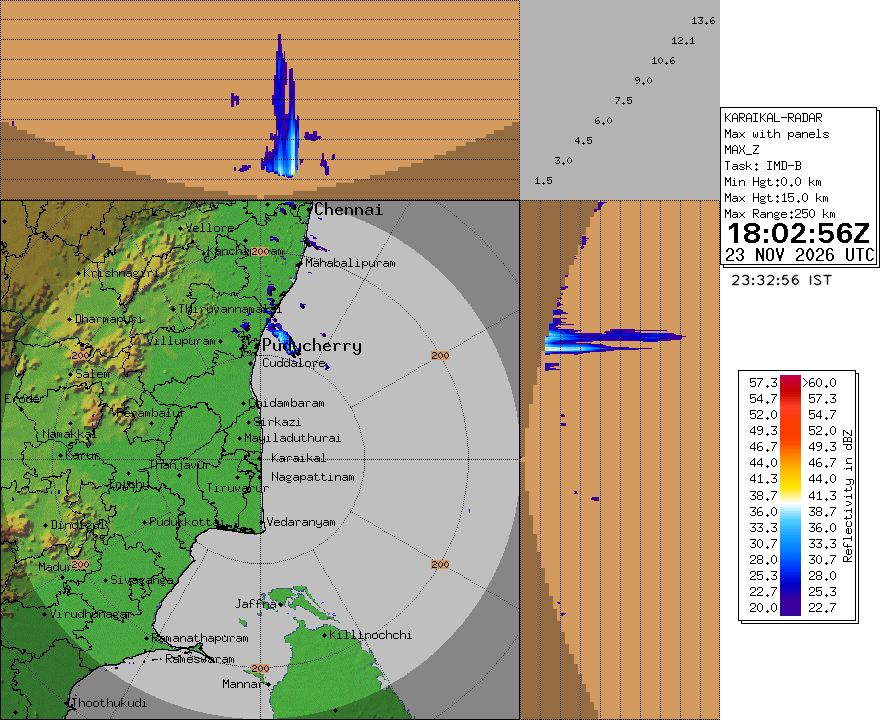 13.6
12.1
10.6
9.0
7.5
6.0
4.5
3.0
1.5
KARAIKAL-RADAR
Max with panels
MAX_Z
Task: IMD-B
Min Hgt:0.0 km
Max Hgt:15.0 km
Max Range:250 km
18:02:56Z
23 NOV 2026 UTC
23:32:56 IST
Chennai
Vellore
200
Mahabalipuram
Krishnagiri
Thiruvannamalai
Dharmapuri
Villupuram
Puducherry
200
200
Cuddalore
Salem
Erode
Chidambaram
Perambalur
Sirkazi
Namakkal
Mayiladuthurai
Karur
Karaikal
Thanjavur
Nagapattinam
Tiruvarur
Dindigul
Pudukkottai
Vedaranyam
200
200
Sivaganga
Jaffna
Virudhunagar
Killinochchi
Ramanathapuram
Rameswaram
200
Mannar
Thoothukudi
57.3 >60.0
54.7 57.3
52.0 54.7
49.3 52.0
46.7 49.3
44.0 46.7
41.3 44.0
38.7 41.3
36.0 38.7
33.3 36.0
30.7 33.3
28.0 30.7
25.3 28.0
22.7 25.3
20.0 22.7
Reflectivity in dBZ